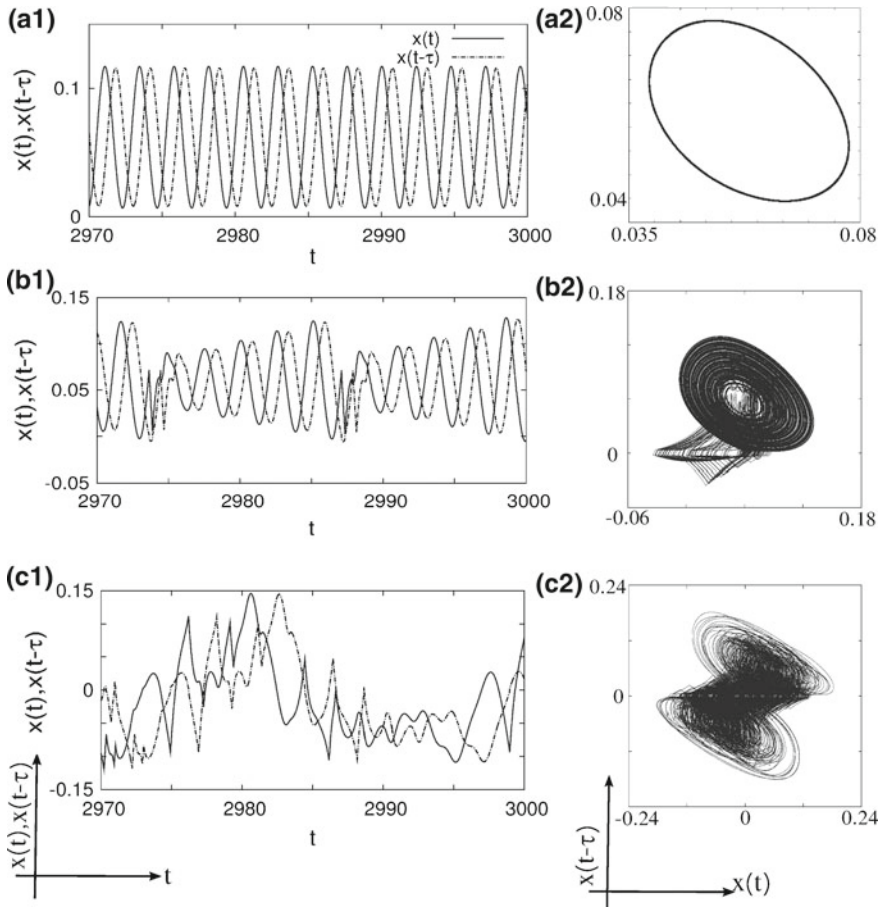 (a1)
x(t)
x(t-τ)
0.1
0
x(t),x(t-τ)
2970 2980 2990 3000
t
(a2)
0.08
0.04
0.035 0.08
(b1)
0.15
0.05
-0.05
x(t),x(t-τ)
2970 2980 2990 3000
t
(b2)
0.18
0
-0.06 0.18
(c1)
0.15
0
-0.15
x(t),x(t-τ)
2970 2980 2990 3000
t
(c2)
0.24
0
-0.24 0 0.24
x(t),x(t-τ)
t
x(t-τ)
x(t)